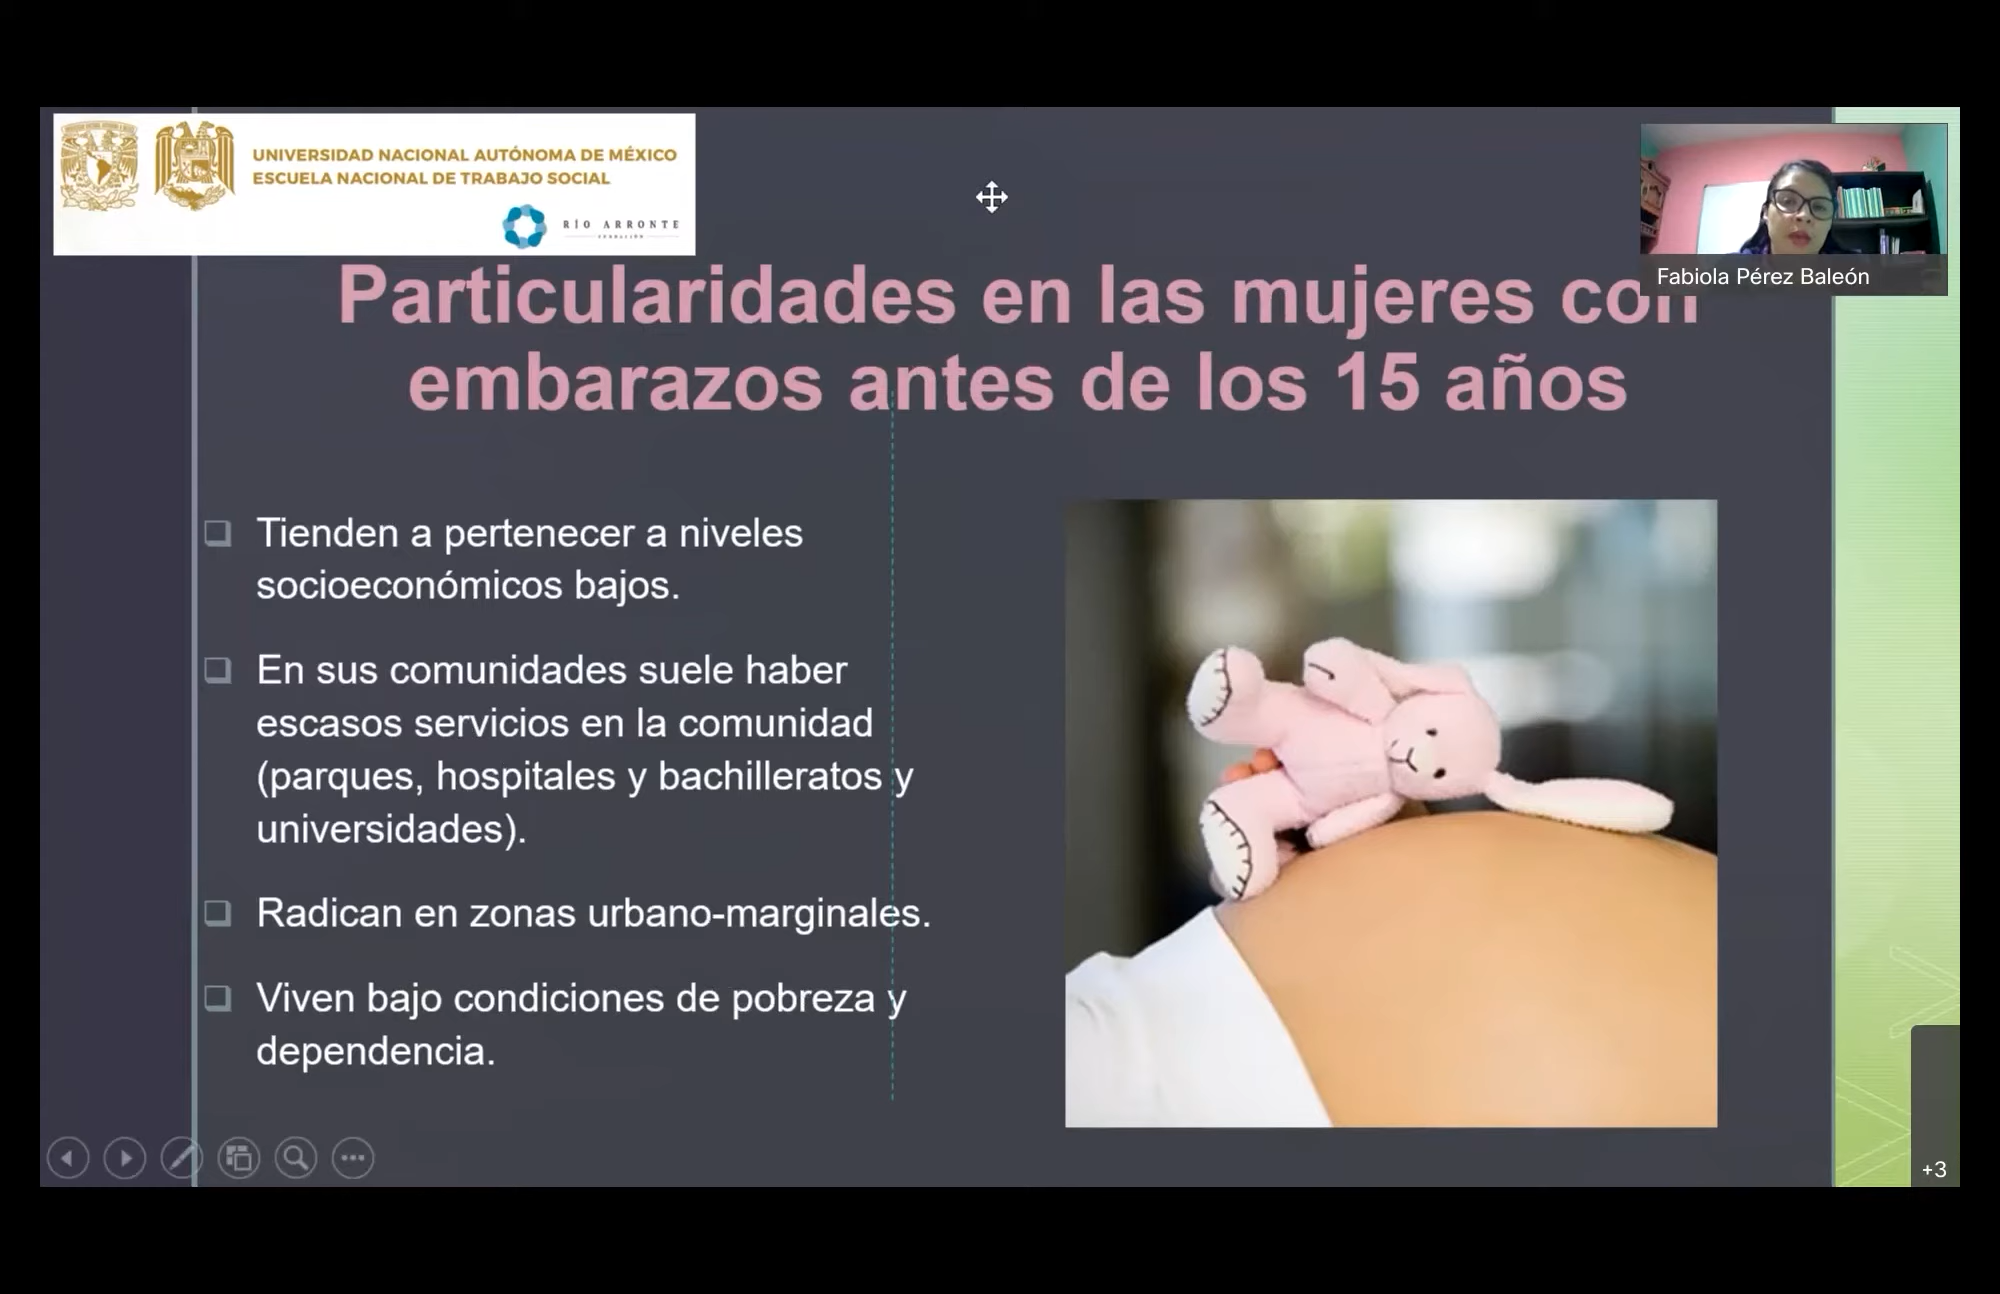 UNIVERSIDAD NACIONAL AUTÓNOMA DE MÉXICO
ESCUELA NACIONAL DE TRABAJO SOCIAL
RÍO ARRONTE
FUNDACIÓN
Fabiola Pérez Baleón
Particularidades en las mujeres con
embarazos antes de los 15 años
Tienden a pertenecer a niveles
socioeconómicos bajos.
En sus comunidades suele haber
escasos servicios en la comunidad
(parques, hospitales y bachilleratos y
universidades).
Radican en zonas urbano-marginales.
Viven bajo condiciones de pobreza y
dependencia.
+3